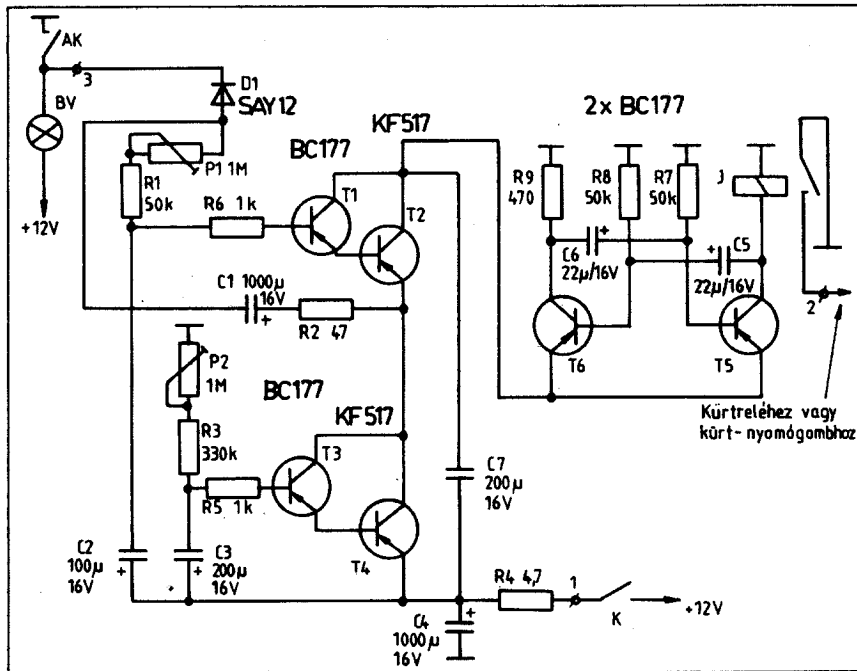 AK
3
D1
SAY12
BV
P1 1M
R1
50k
+12V
BC177
KF517
R6 1k
T1
T2
C1 1000µ
16V
+
R2 47
P2
1M
BC177
KF517
R3
330k
T3
R5 1k
T4
C2
100µ
16V
+
C3
200µ
16V
+
C7
200µ
16V
R4 4,7
1
K
+12V
C4
1000µ
16V
+
2x BC177
R9
470
R8
50k
R7
50k
J
C6
22µ/16V
+
C5
22µ/16V
+
T6
T5
2
Kürtreléhez vagy
kürt-nyomógombhoz